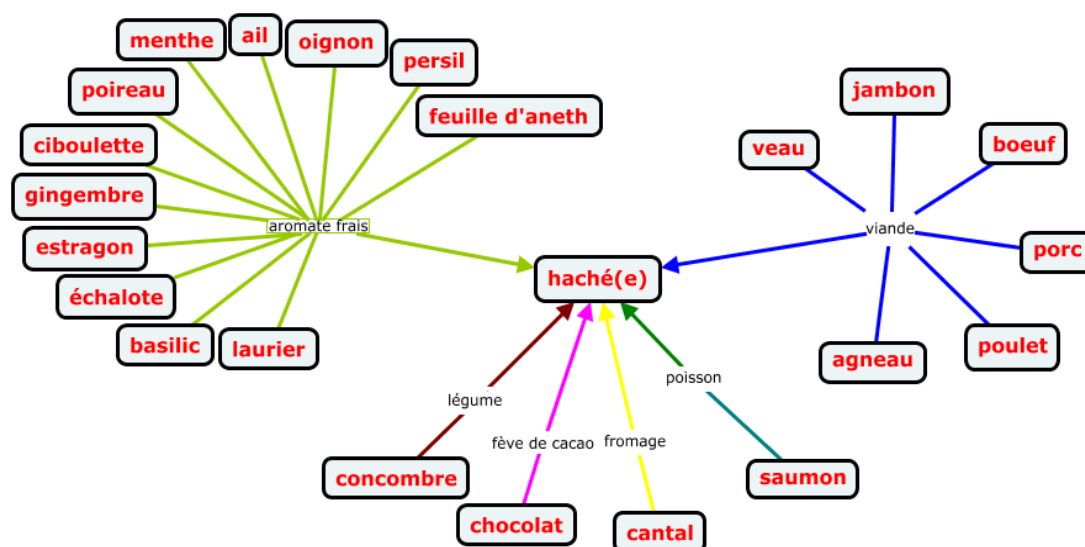 menthe
ail
oignon
persil
poireau
feuille d'aneth
ciboulette
gingembre
estragon
échalote
basilic
laurier
aromate frais
jambon
veau
boeuf
viande
porc
poulet
agneau
haché(e)
légume
fève de cacao
fromage
poisson
concombre
chocolat
cantal
saumon